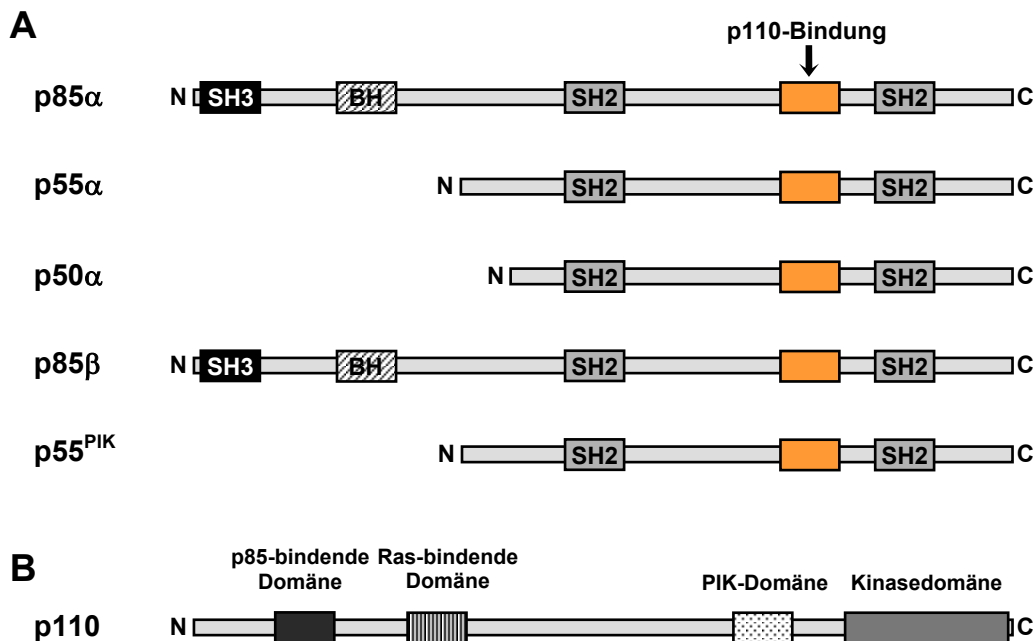 A
p110-Bindung
p85α N SH3 BH SH2 SH2 C
p55α N SH2 SH2 C
p50α N SH2 SH2 C
p85β N SH3 BH SH2 SH2 C
p55PIK N SH2 SH2 C
B
p85-bindende Ras-bindende
Domäne Domäne PIK-Domäne Kinasedomäne
p110 N C